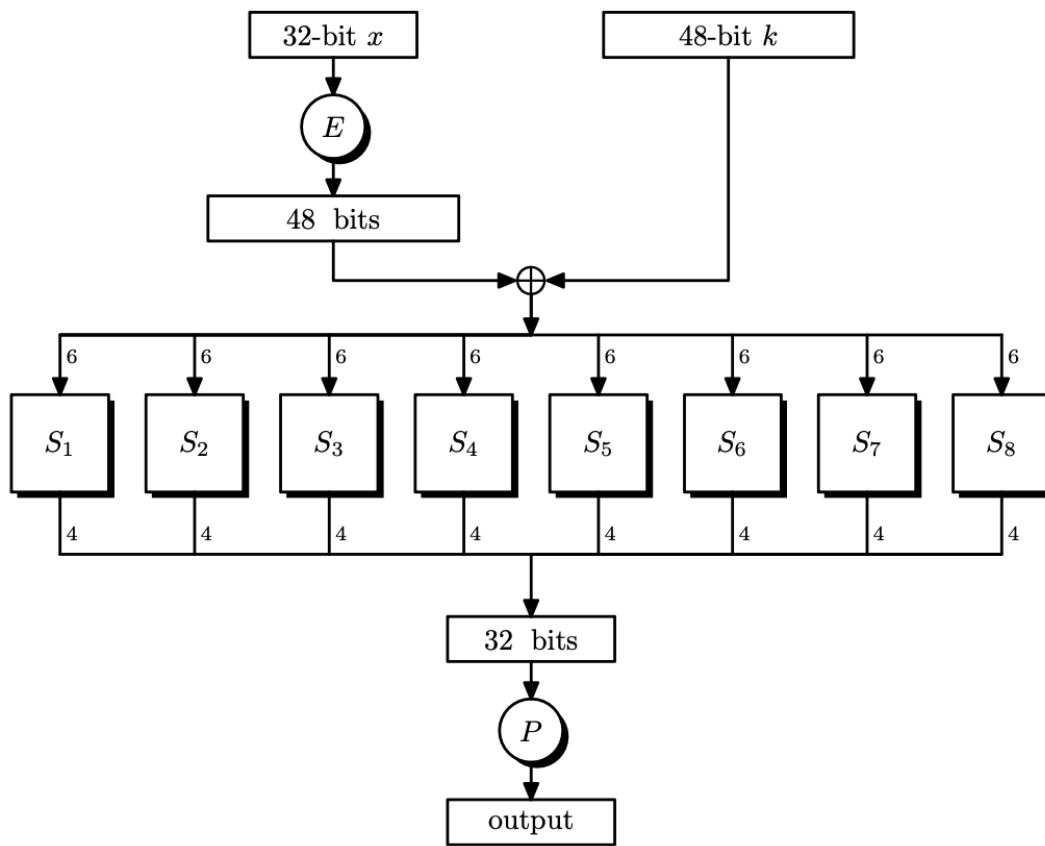 32-bit x 48-bit k
E
48 bits
6 6 6 6 6 6 6 6
S₁ S₂ S₃ S₄ S₅ S₆ S₇ S₈
4 4 4 4 4 4 4 4
32 bits
P
output